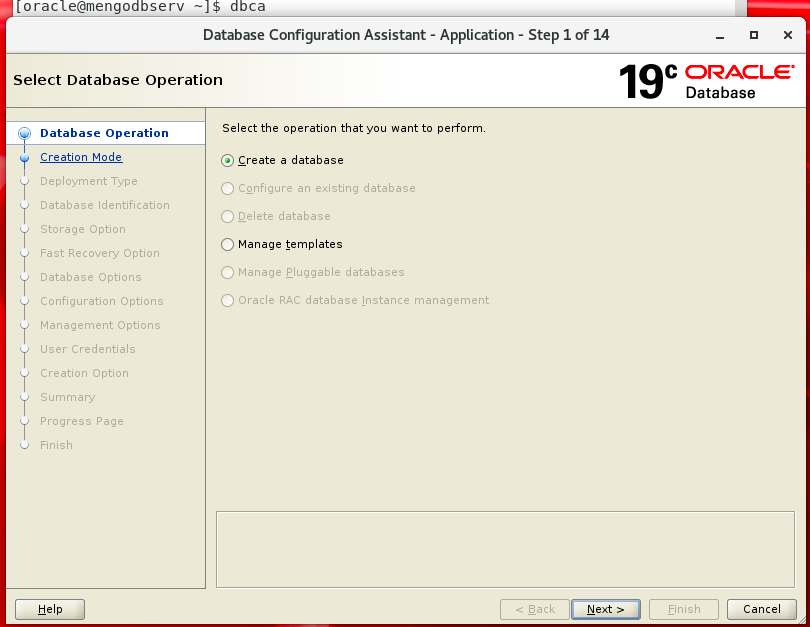 [oracle@mengodbserv ~]$ dbca
Database Configuration Assistant - Application - Step 1 of 14
Select Database Operation
19c ORACLE
Database
Database Operation
Creation Mode
Deployment Type
Database Identification
Storage Option
Fast Recovery Option
Database Options
Configuration Options
Management Options
User Credentials
Creation Option
Summary
Progress Page
Finish
Select the operation that you want to perform.
Create a database
Configure an existing database
Delete database
Manage templates
Manage Pluggable databases
Oracle RAC database Instance management
Help
< Back
Next >
Finish
Cancel